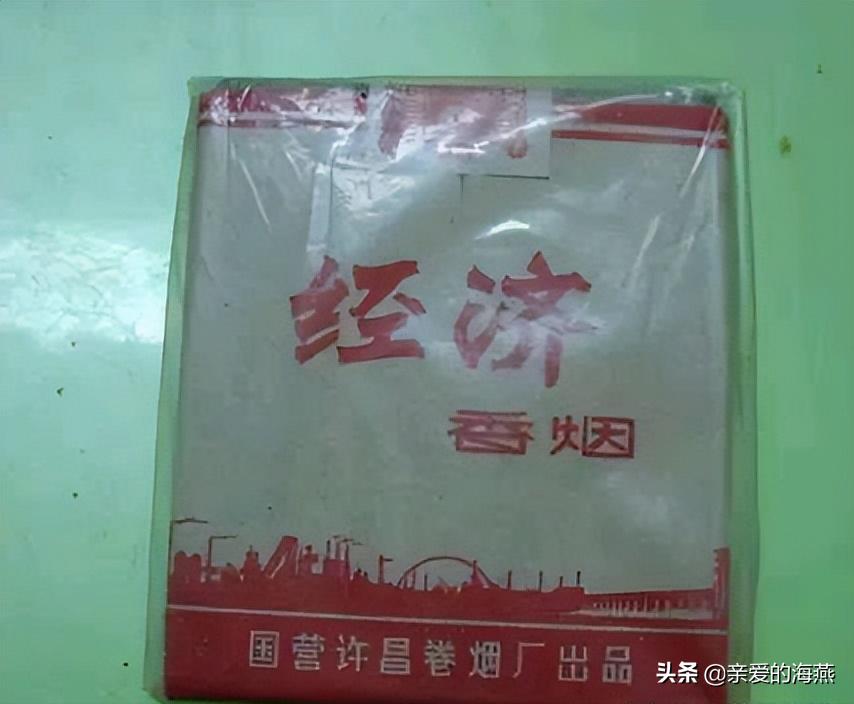 经济
香烟
国营许昌卷烟厂出品
头条 @亲爱的海燕